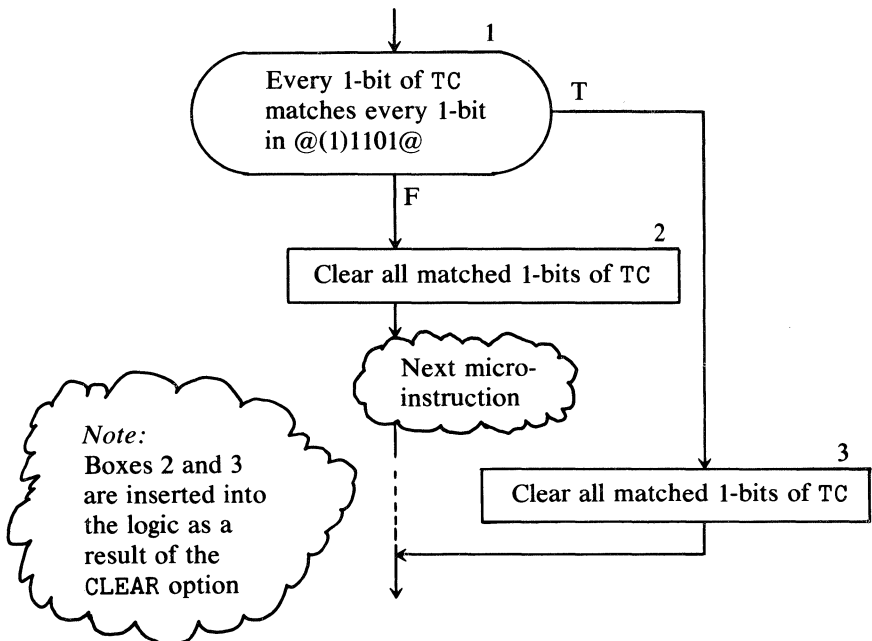 1
Every 1-bit of TC
matches every 1-bit
in @(1)1101@
T
F
2
Clear all matched 1-bits of TC
Next micro-
instruction
Note:
Boxes 2 and 3
are inserted into
the logic as a
result of the
CLEAR option
3
Clear all matched 1-bits of TC